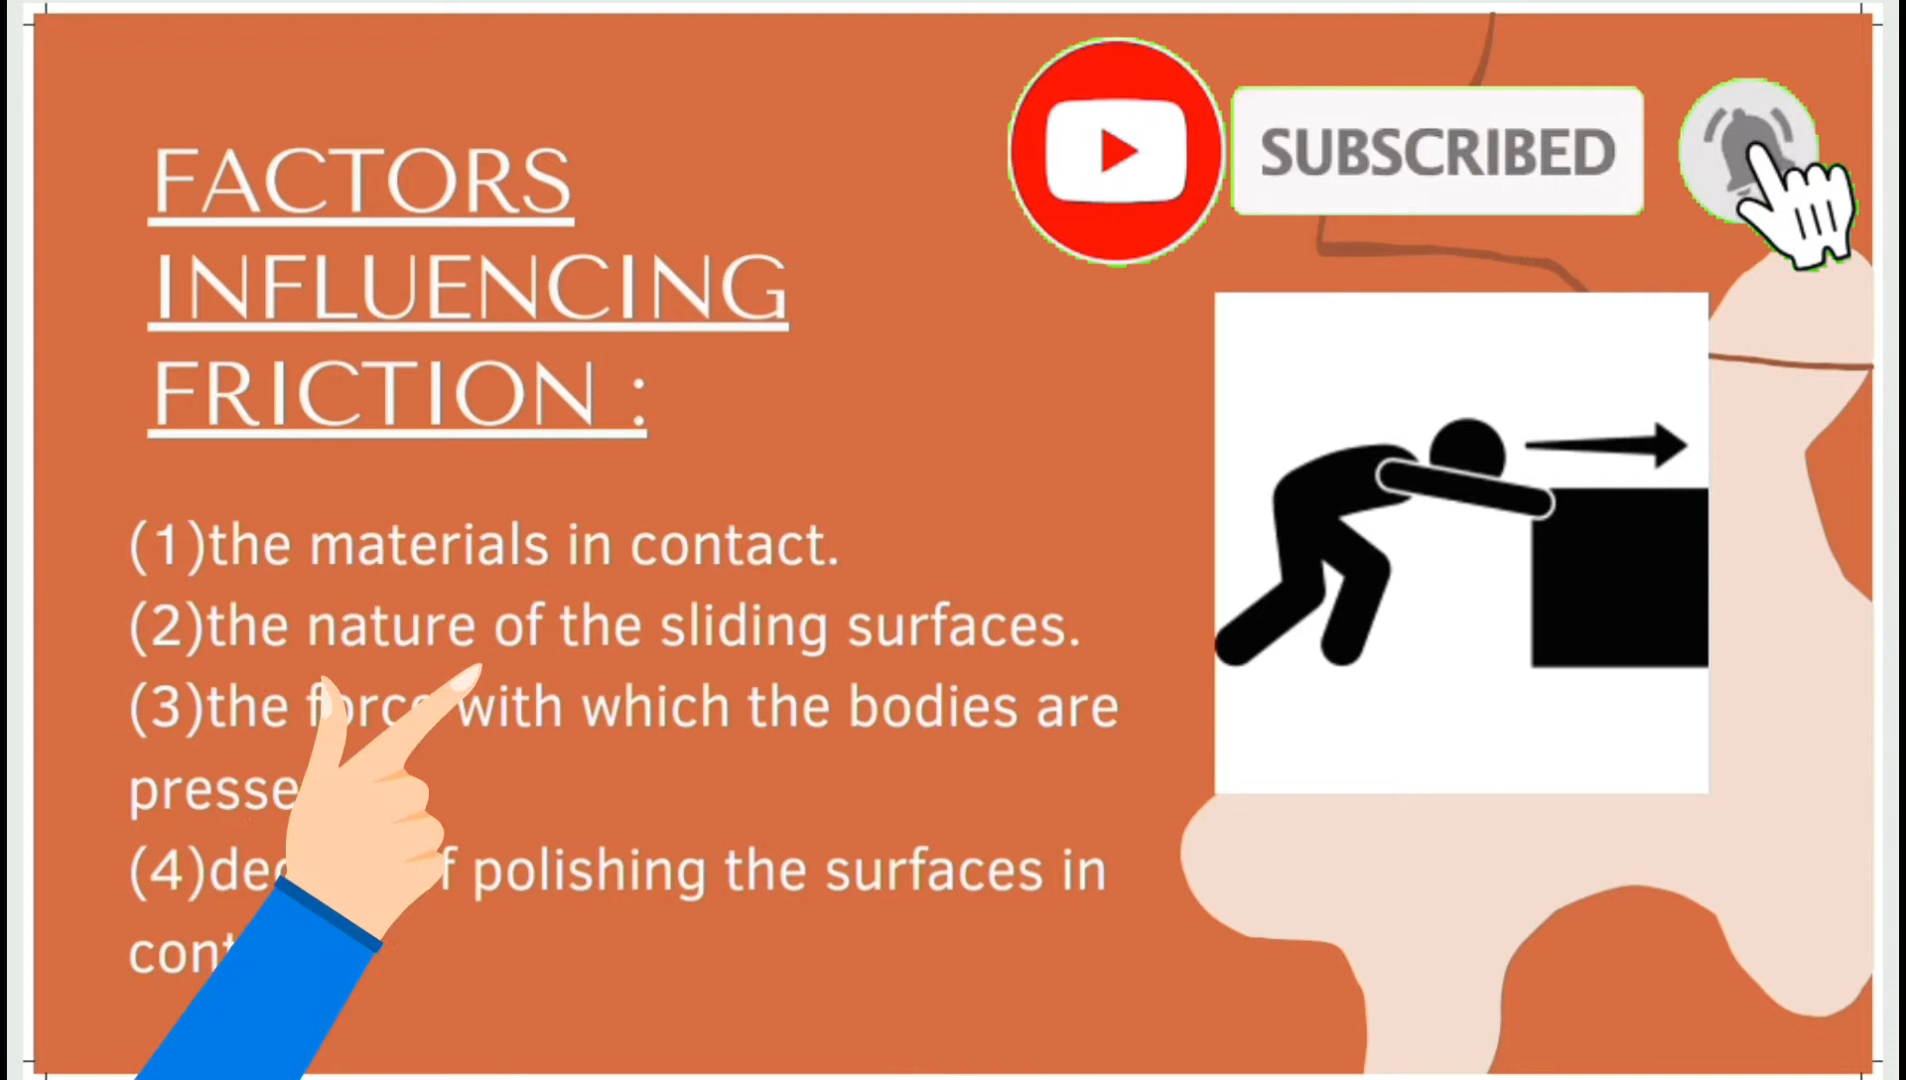 FACTORS
INFLUENCING
FRICTION :
SUBSCRIBED
(1)the materials in contact.
(2)the nature of the sliding surfaces.
(3)the with which the bodies are
(4) polishing the surfaces in